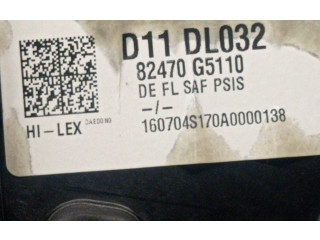 D11 DL032
82470 G5110
DE FL SAF PSIS
-/-
HI-LEX
160704S170A0000138